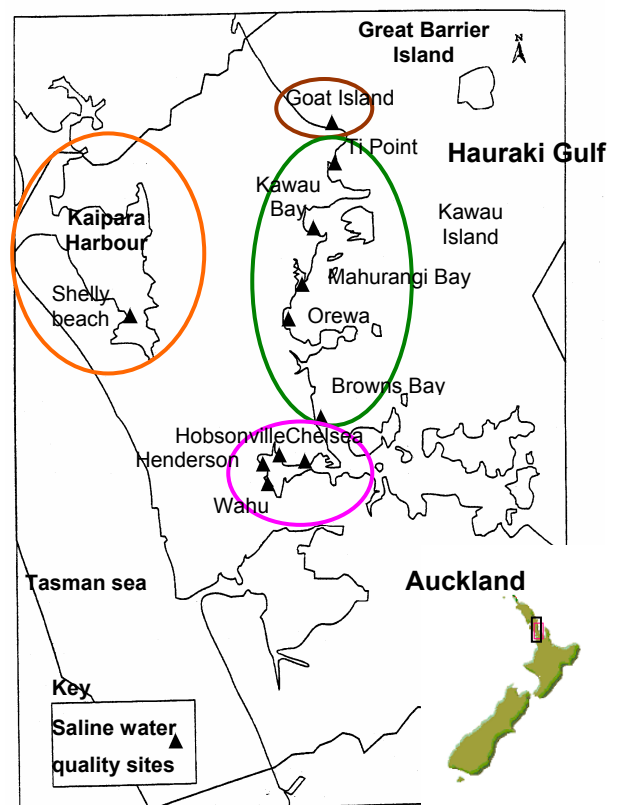 Great Barrier
Island
N
Goat Island
Ti Point
Hauraki Gulf
Kawau
Bay
Kawau
Island
Kaipara
Harbour
Mahurangi Bay
Shelly
beach
Orewa
Browns Bay
HobsonvilleChelsea
Henderson
Wahu
Tasman sea
Auckland
Key
Saline water
quality sites